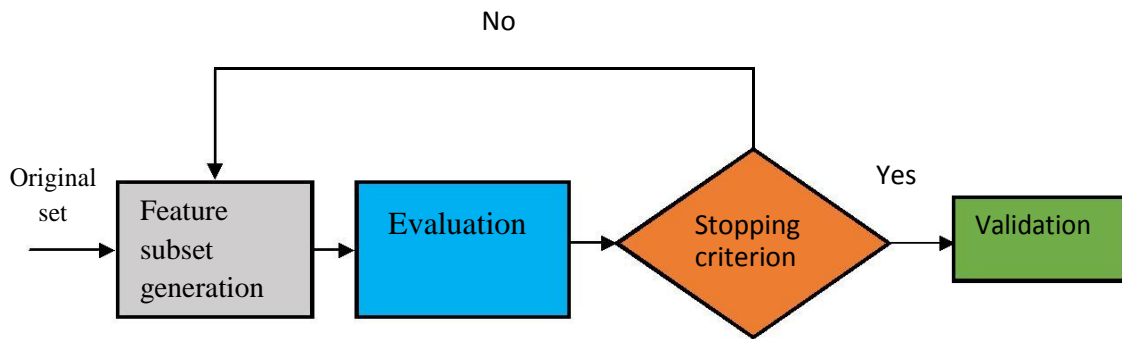 No
Original
set
Feature
subset
generation
Evaluation
Stopping
criterion
Yes
Validation